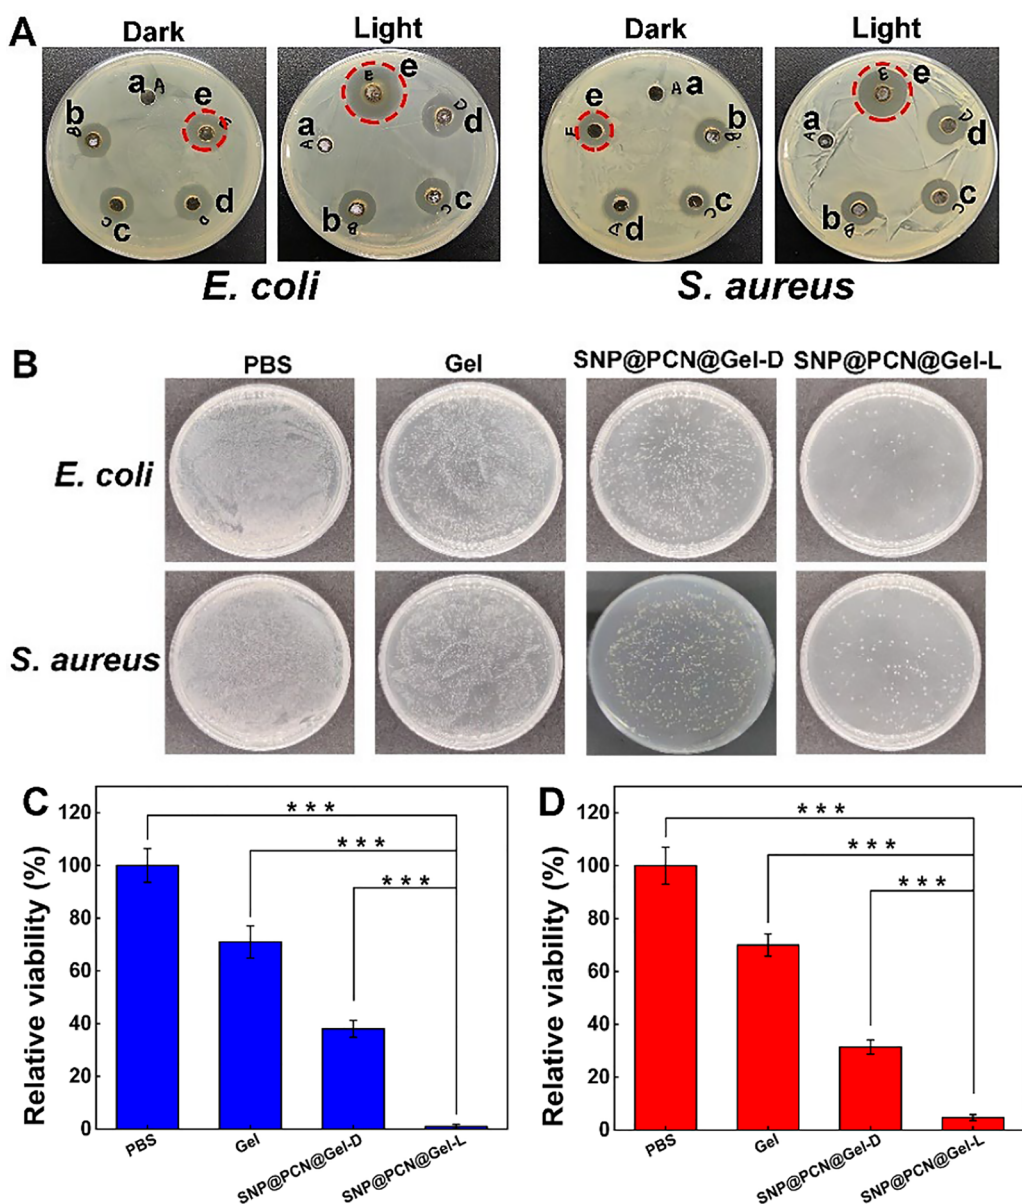 A
Dark
Light
Dark
Light
a
A
b
B
e
c
C
d
D
e
E
a
A
d
D
b
B
c
C
e
E
a
A
b
B
d
c
C
e
E
a
A
d
D
b
B
c
C
E. coli
S. aureus
B
PBS
Gel
SNP@PCN@Gel-D
SNP@PCN@Gel-L
E. coli
S. aureus
C
Relative viability (%)
120
100
80
60
40
20
0
* * *
* * *
* * *
PBS
Gel
SNP@PCN@Gel-D
SNP@PCN@Gel-L
D
Relative viability (%)
120
100
80
60
40
20
0
* * *
* * *
* * *
PBS
Gel
SNP@PCN@Gel-D
SNP@PCN@Gel-L